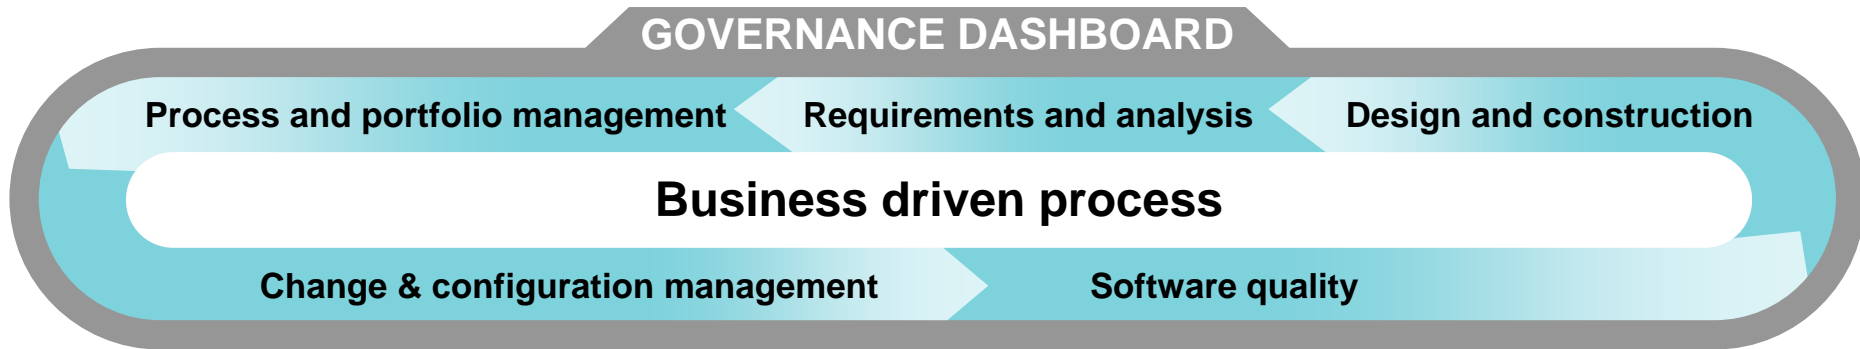 GOVERNANCE DASHBOARD
Process and portfolio management
Requirements and analysis
Design and construction
Business driven process
Change & configuration management
Software quality